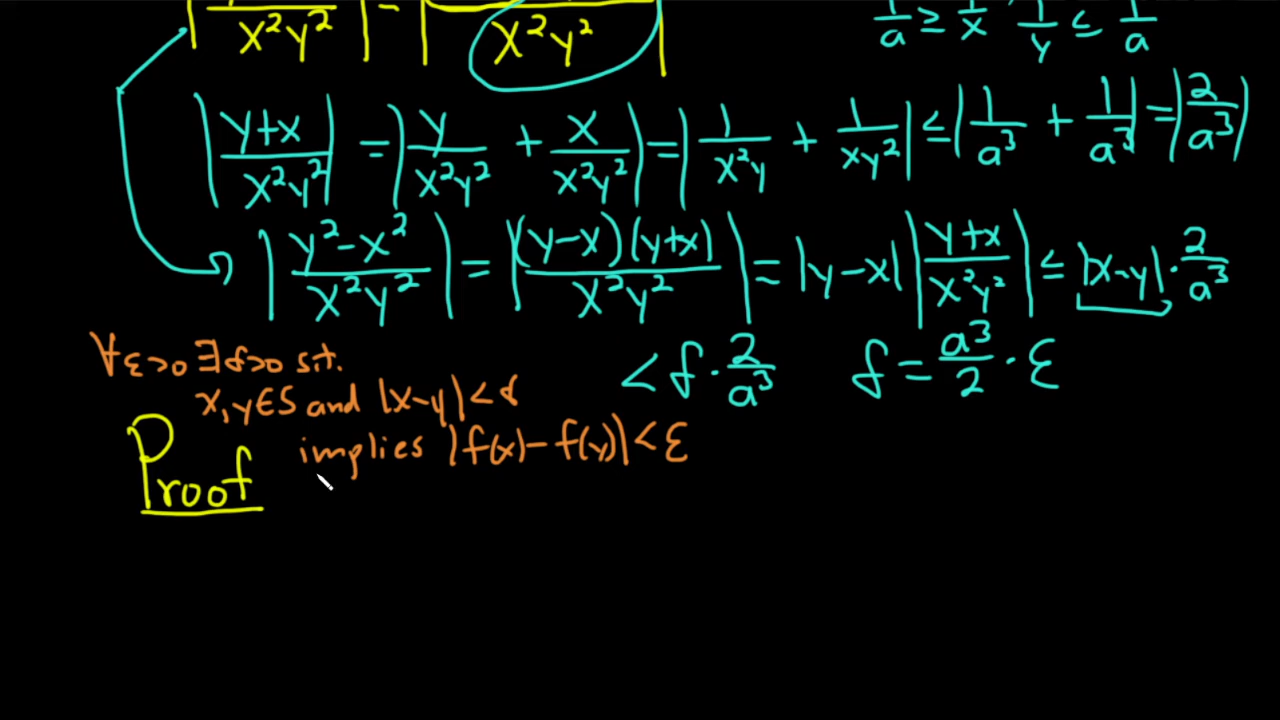 x²y² | = | x²y² | 1/a ≥ 1/x , 1/y ≤ 1/a
|(y+x)/(x²y²)| = |y/(x²y²) + x/(x²y²)| = |1/(x²y) + 1/(xy²)| ≤ |1/a³ + 1/a³| = |2/a³|
|(y²-x²)/(x²y²)| = |(y-x)(y+x)/(x²y²)| = |y-x| |(y+x)/(x²y²)| ≤ |x-y| · 2/a³
< δ · 2/a³ δ = a³/2 · ε
∀ε>0 ∃δ>0 s.t.
x,y∈S and |x-y|<δ
implies |f(x)-f(y)|<ε
Proof